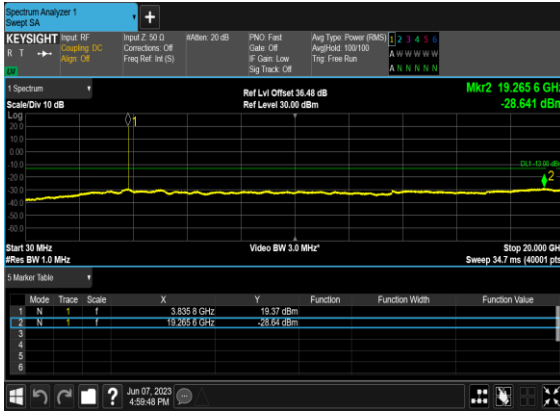 Spectrum Analyzer 1
Swept SA
+
KEYSIGHT
R T
LV
Input: RF
Coupling: DC
Align: Off
Input Z: 50 Ω
Corrections: Off
Freq Ref: Int (S)
#Atten: 20 dB
PNO: Fast
Gate: Off
IF Gain: Low
Sig Track: Off
Avg Type: Power (RMS)
Avg|Hold: 100/100
Trig: Free Run
1 2 3 4 5 6
A W W W W W
A N N N N N
1 Spectrum
Scale/Div 10 dB
Log
Ref Lvl Offset 36.48 dB
Ref Level 30.00 dBm
Mkr2 19.265 6 GHz
-28.641 dBm
20.0
10.0
0.00
-10.0
-20.0
-30.0
-40.0
-50.0
-60.0
1
DL1 -13.00 dBm
2
Start 30 MHz
#Res BW 1.0 MHz
Video BW 3.0 MHz*
Stop 20.000 GH
Sweep 34.7 ms (40001 pts
5 Marker Table
Mode Trace Scale X Y Function Function Width Function Value
1 N 1 f 3.835 8 GHz 19.37 dBm
2 N 1 f 19.265 6 GHz -28.64 dBm
3
4
5
6
?
Jun 07, 2023
4:59:48 PM